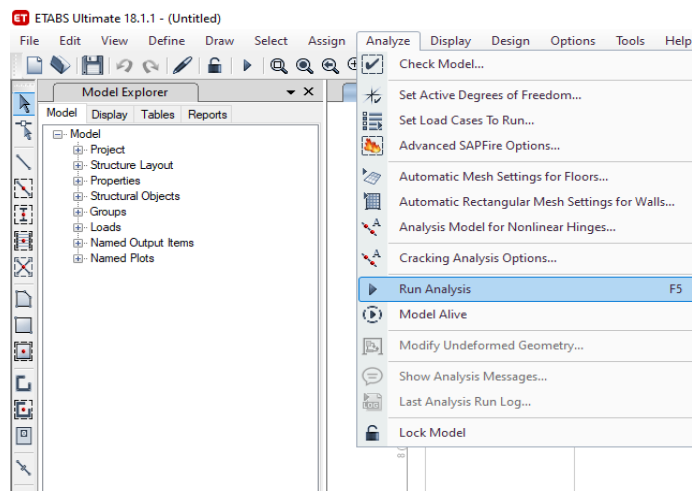 ET ETABS Ultimate 18.1.1 - (Untitled)
File Edit View Define Draw Select Assign Analyze Display Design Options Tools Help
Model Explorer
Model Display Tables Reports
Model
Project
Structure Layout
Properties
Structural Objects
Groups
Loads
Named Output Items
Named Plots
Check Model...
Set Active Degrees of Freedom...
Set Load Cases To Run...
Advanced SAPFire Options...
Automatic Mesh Settings for Floors...
Automatic Rectangular Mesh Settings for Walls...
Analysis Model for Nonlinear Hinges...
Cracking Analysis Options...
Run Analysis F5
Model Alive
Modify Undeformed Geometry...
Show Analysis Messages...
Last Analysis Run Log...
Lock Model